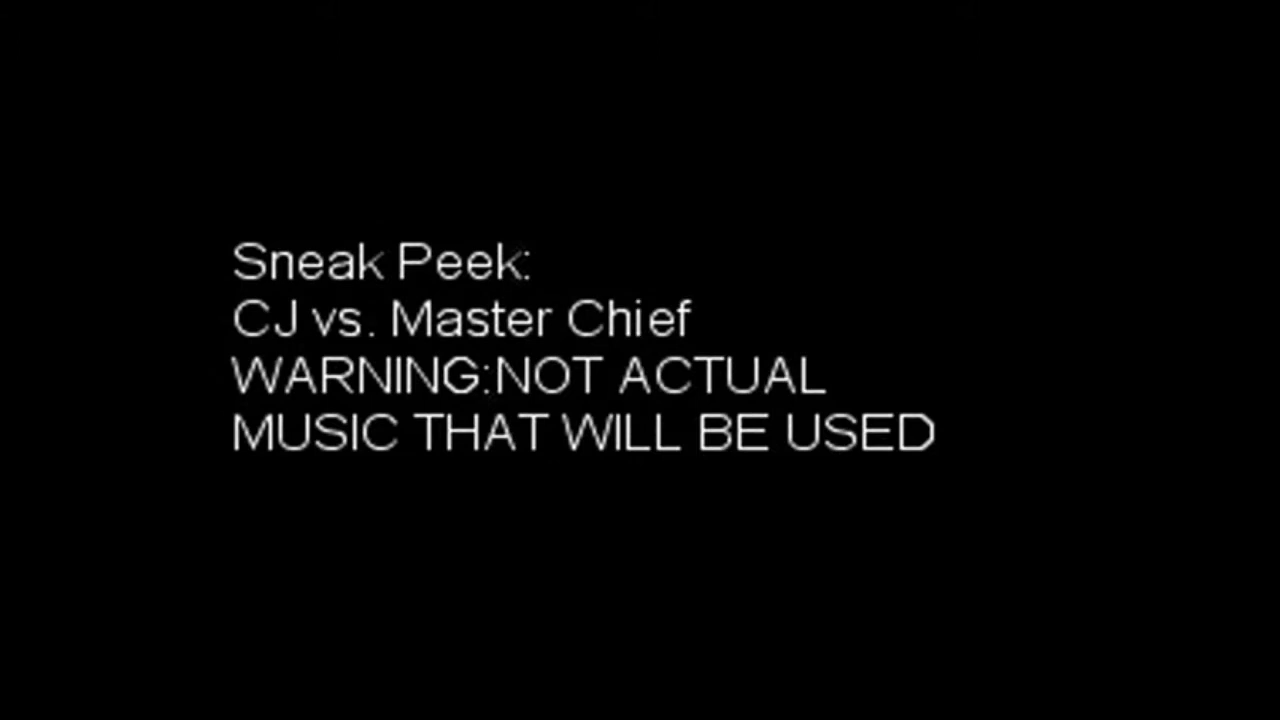 Sneak Peek:
CJ vs. Master Chief
WARNING:NOT ACTUAL
MUSIC THAT WILL BE USED